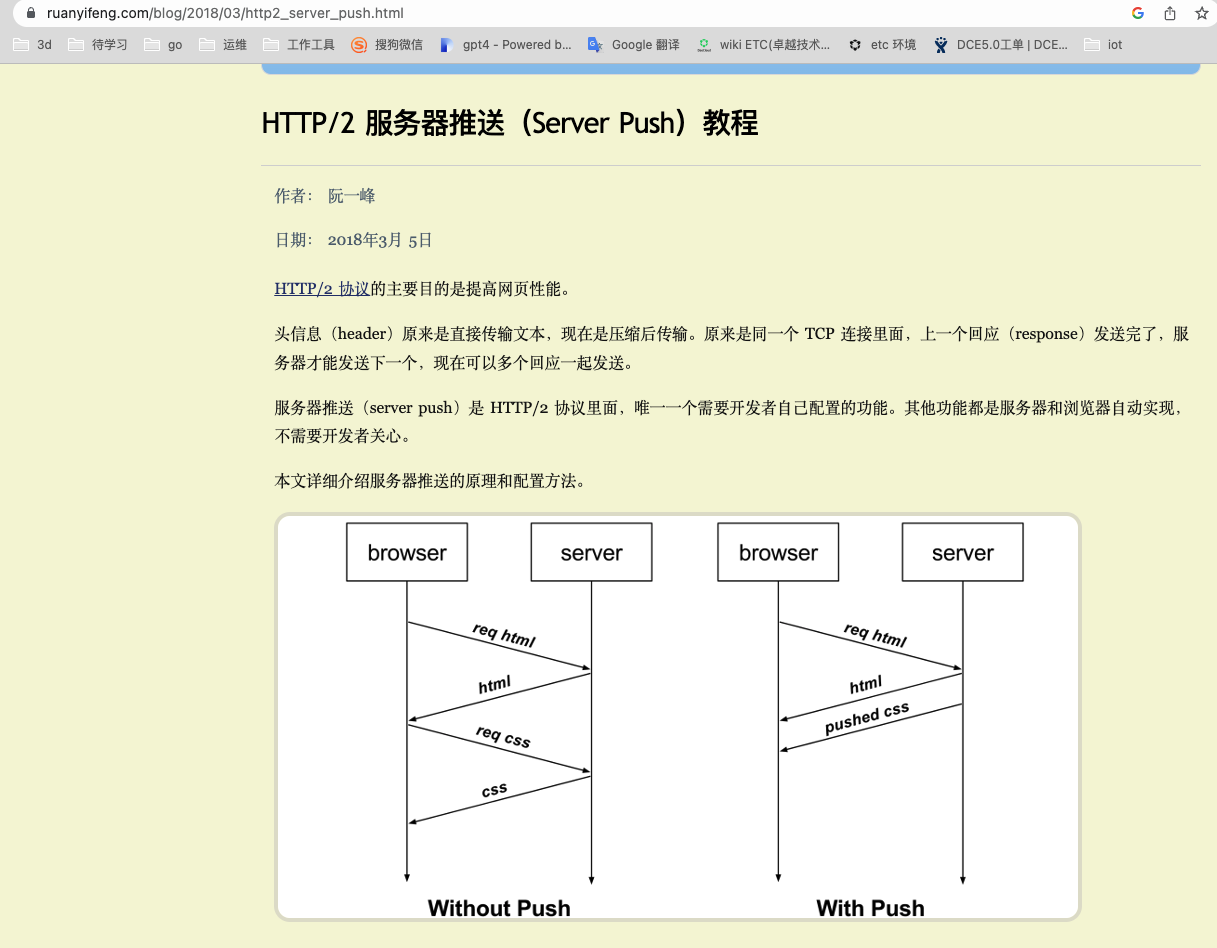 ruanyifeng.com/blog/2018/03/http2_server_push.html
3d 待学习 go 运维 工作工具 搜狗微信 gpt4 - Powered b... Google 翻译 wiki ETC(卓越技术... etc 环境 DCE5.0工单 | DCE... iot
HTTP/2 服务器推送（Server Push）教程
作者： 阮一峰
日期： 2018年3月 5日
HTTP/2 协议的主要目的是提高网页性能。
头信息（header）原来是直接传输文本，现在是压缩后传输。原来是同一个 TCP 连接里面，上一个回应（response）发送完了，服
务器才能发送下一个，现在可以多个回应一起发送。
服务器推送（server push）是 HTTP/2 协议里面，唯一一个需要开发者自己配置的功能。其他功能都是服务器和浏览器自动实现，
不需要开发者关心。
本文详细介绍服务器推送的原理和配置方法。
browser server browser server
req html req html
html html
pushed css
req css
css
Without Push With Push